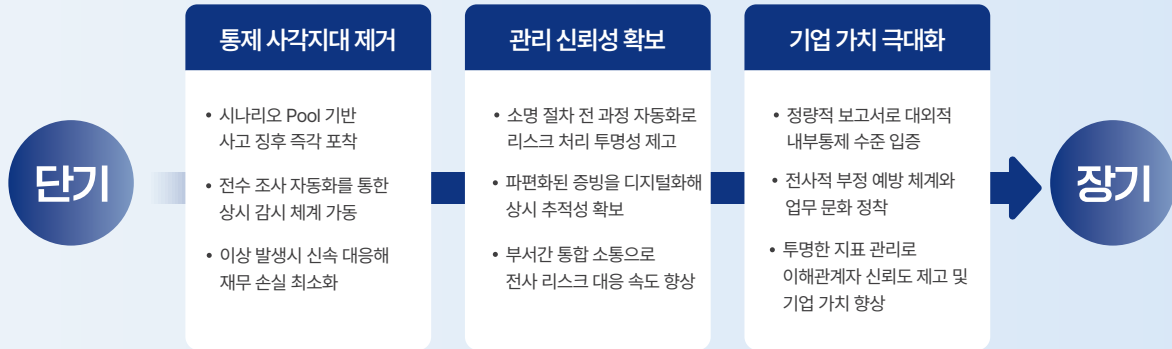 단기
통제 사각지대 제거
• 시나리오 Pool 기반
사고 징후 즉각 포착
• 전수 조사 자동화를 통한
상시 감시 체계 가동
• 이상 발생시 신속 대응해
재무 손실 최소화
관리 신뢰성 확보
• 소명 절차 전 과정 자동화로
리스크 처리 투명성 제고
• 파편화된 증빙을 디지털화해
상시 추적성 확보
• 부서간 통합 소통으로
전사 리스크 대응 속도 향상
기업 가치 극대화
• 정량적 보고서로 대외적
내부통제 수준 입증
• 전사적 부정 예방 체계와
업무 문화 정착
• 투명한 지표 관리로
이해관계자 신뢰도 제고 및
기업 가치 향상
장기